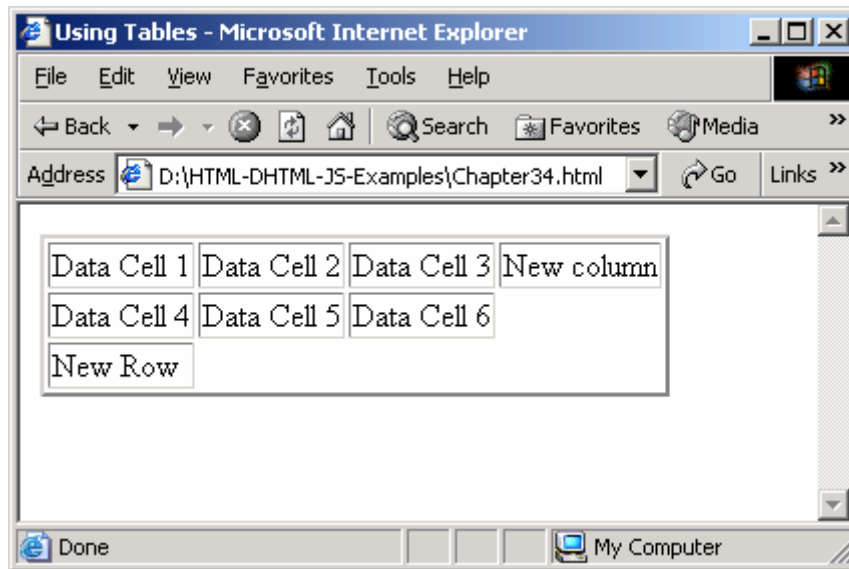 Using Tables - Microsoft Internet Explorer
File Edit View Favorites Tools Help
Back Search Favorites Media »
Address D:\HTML-DHTML-JS-Examples\Chapter34.html Go Links »
Data Cell 1 Data Cell 2 Data Cell 3 New column
Data Cell 4 Data Cell 5 Data Cell 6
New Row
Done My Computer